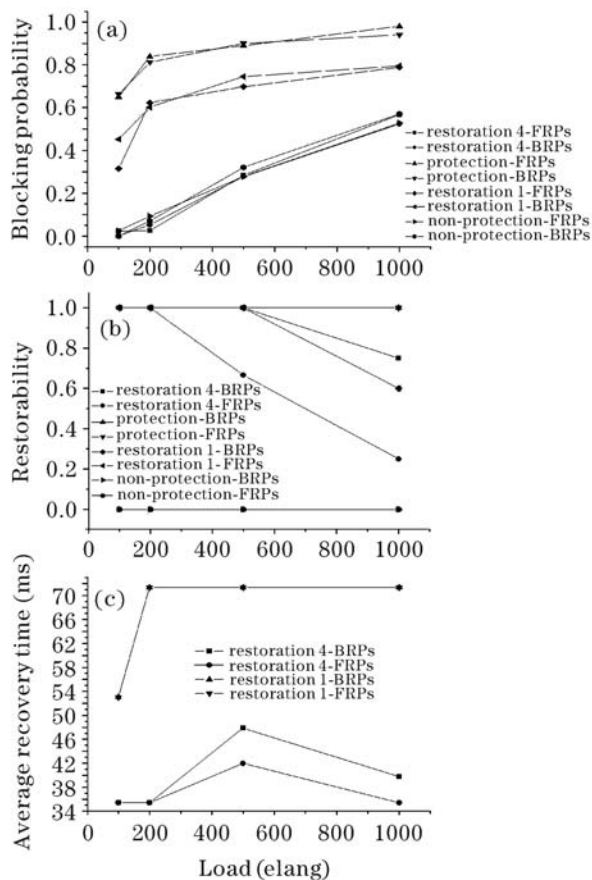 (a)
Blocking probability
1.0
0.8
0.6
0.4
0.2
0.0
0 200 400 600 800 1000
restoration 4-FRPs
restoration 4-BRPs
protection-FRPs
protection-BRPs
restoration 1-FRPs
restoration 1-BRPs
non-protection-FRPs
non-protection-BRPs
(b)
Restorability
1.0
0.8
0.6
0.4
0.2
0.0
restoration 4-BRPs
restoration 4-FRPs
protection-BRPs
protection-FRPs
restoration 1-BRPs
restoration 1-FRPs
non-protection-BRPs
non-protection-FRPs
0 200 400 600 800 1000
(c)
Average recovery time (ms)
70
66
62
58
54
50
46
42
38
34
restoration 4-BRPs
restoration 4-FRPs
restoration 1-BRPs
restoration 1-FRPs
0 200 400 600 800 1000
Load (elang)